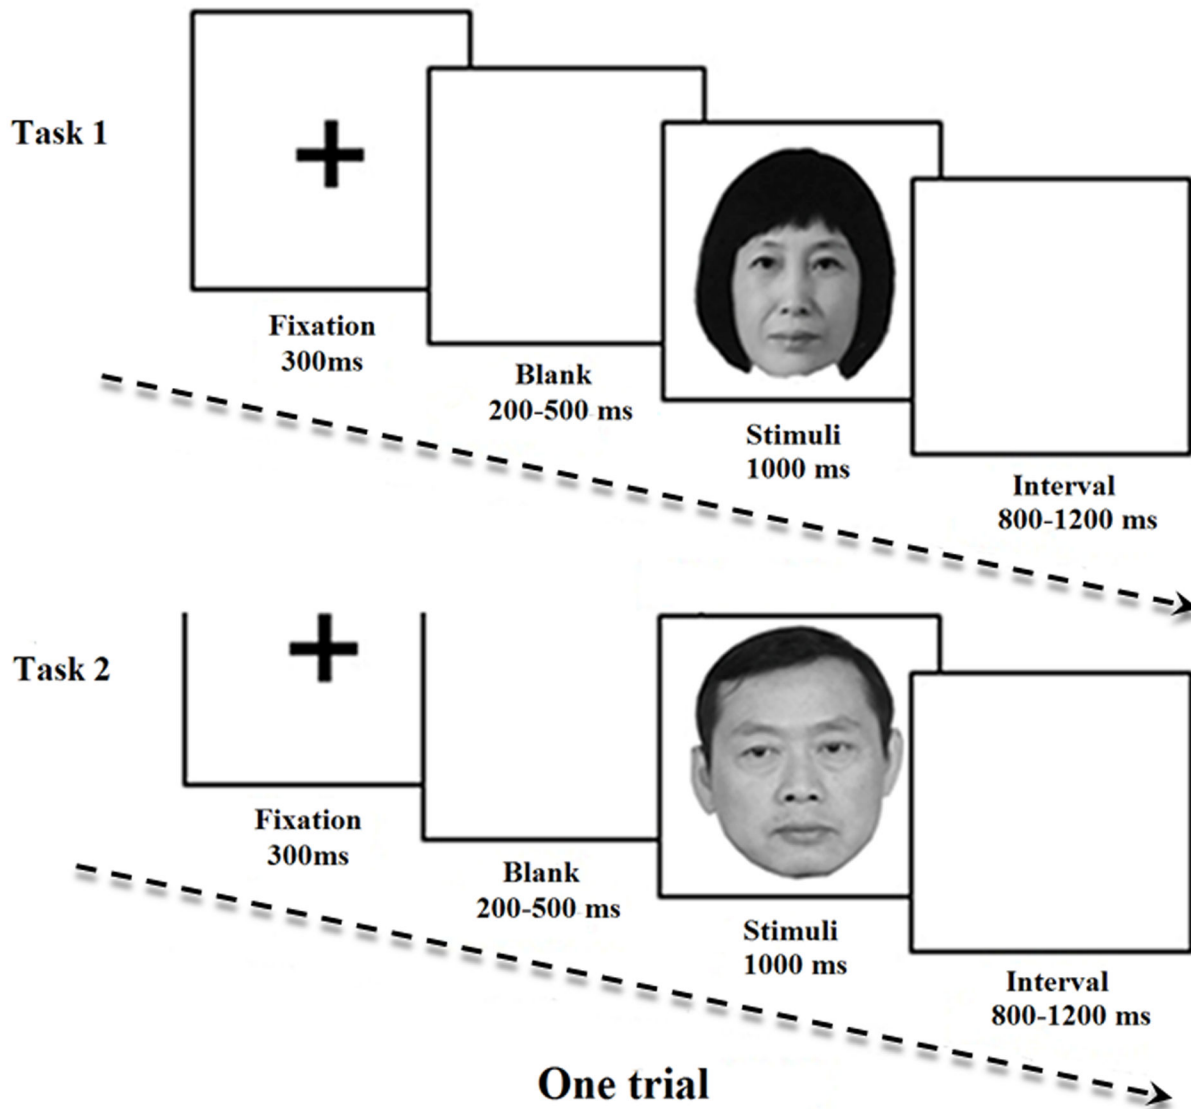 Task 1
Fixation
300ms
Blank
200-500 ms
Stimuli
1000 ms
Interval
800-1200 ms
Task 2
Fixation
300ms
Blank
200-500 ms
Stimuli
1000 ms
Interval
800-1200 ms
One trial